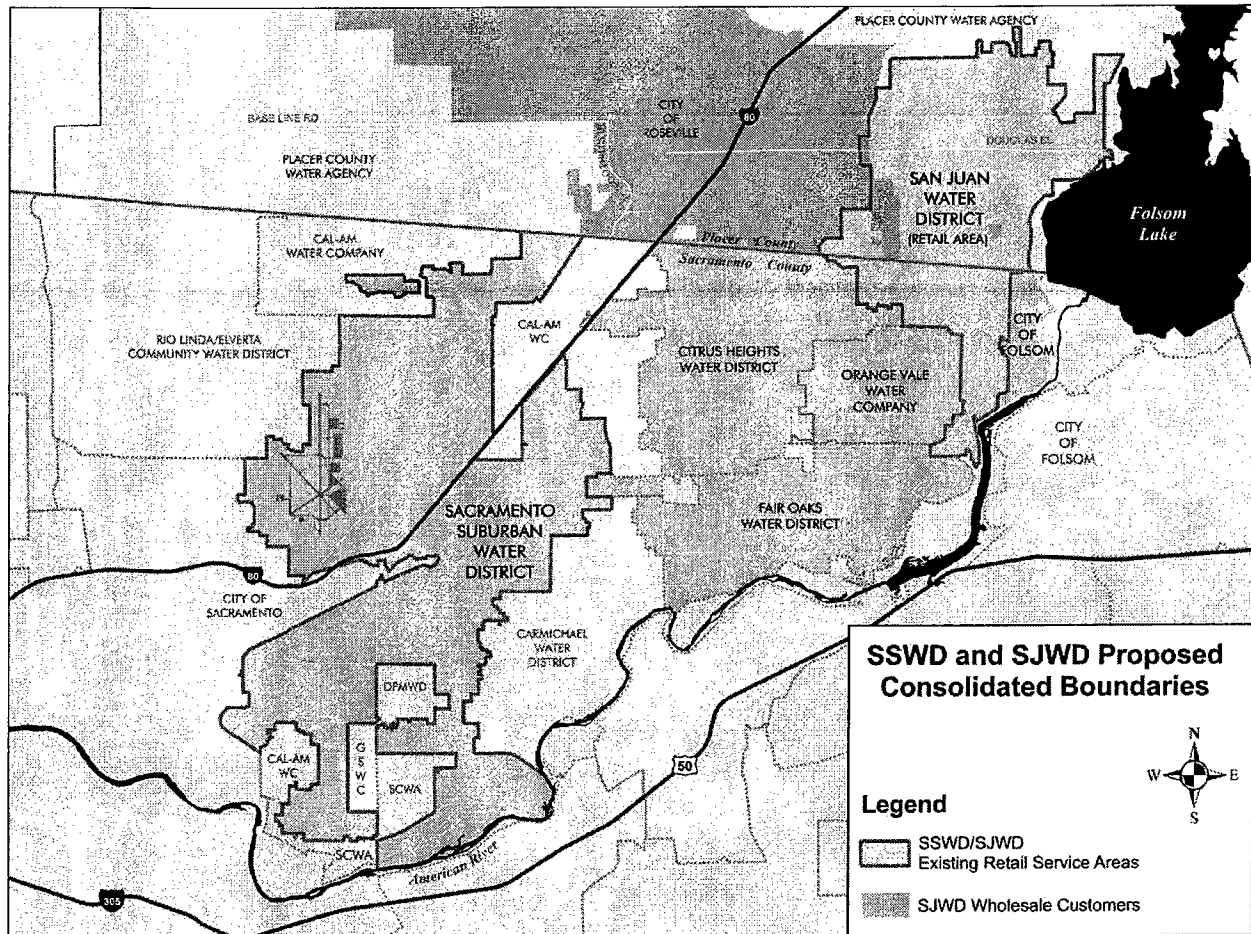 PLACER COUNTY WATER AGENCY
CITY
OF
ROSEVILLE
80
BASE LINE RD
DOUGLAS BL
PLACER COUNTY
WATER AGENCY
SAN JUAN
WATER
DISTRICT
(RETAIL AREA)
Folsom
Lake
CAL-AM
WATER COMPANY
Placer County
Sacramento County
CAL-AM
WC
CITY
OF
FOLSOM
RIO LINDA/ELVERTA
COMMUNITY WATER DISTRICT
CITRUS HEIGHTS
WATER DISTRICT
ORANGE VALE
WATER
COMPANY
CITY
OF
FOLSOM
SACRAMENTO
SUBURBAN
WATER
DISTRICT
FAIR OAKS
WATER DISTRICT
80
CITY OF
SACRAMENTO
CARMICHAEL
WATER
DISTRICT
DPMWD
CAL-AM
WC
G
S
W
C
SCWA
SCWA
American River
50
305
SSWD and SJWD Proposed
Consolidated Boundaries
N
W E
S
Legend
SSWD/SJWD
Existing Retail Service Areas
SJWD Wholesale Customers